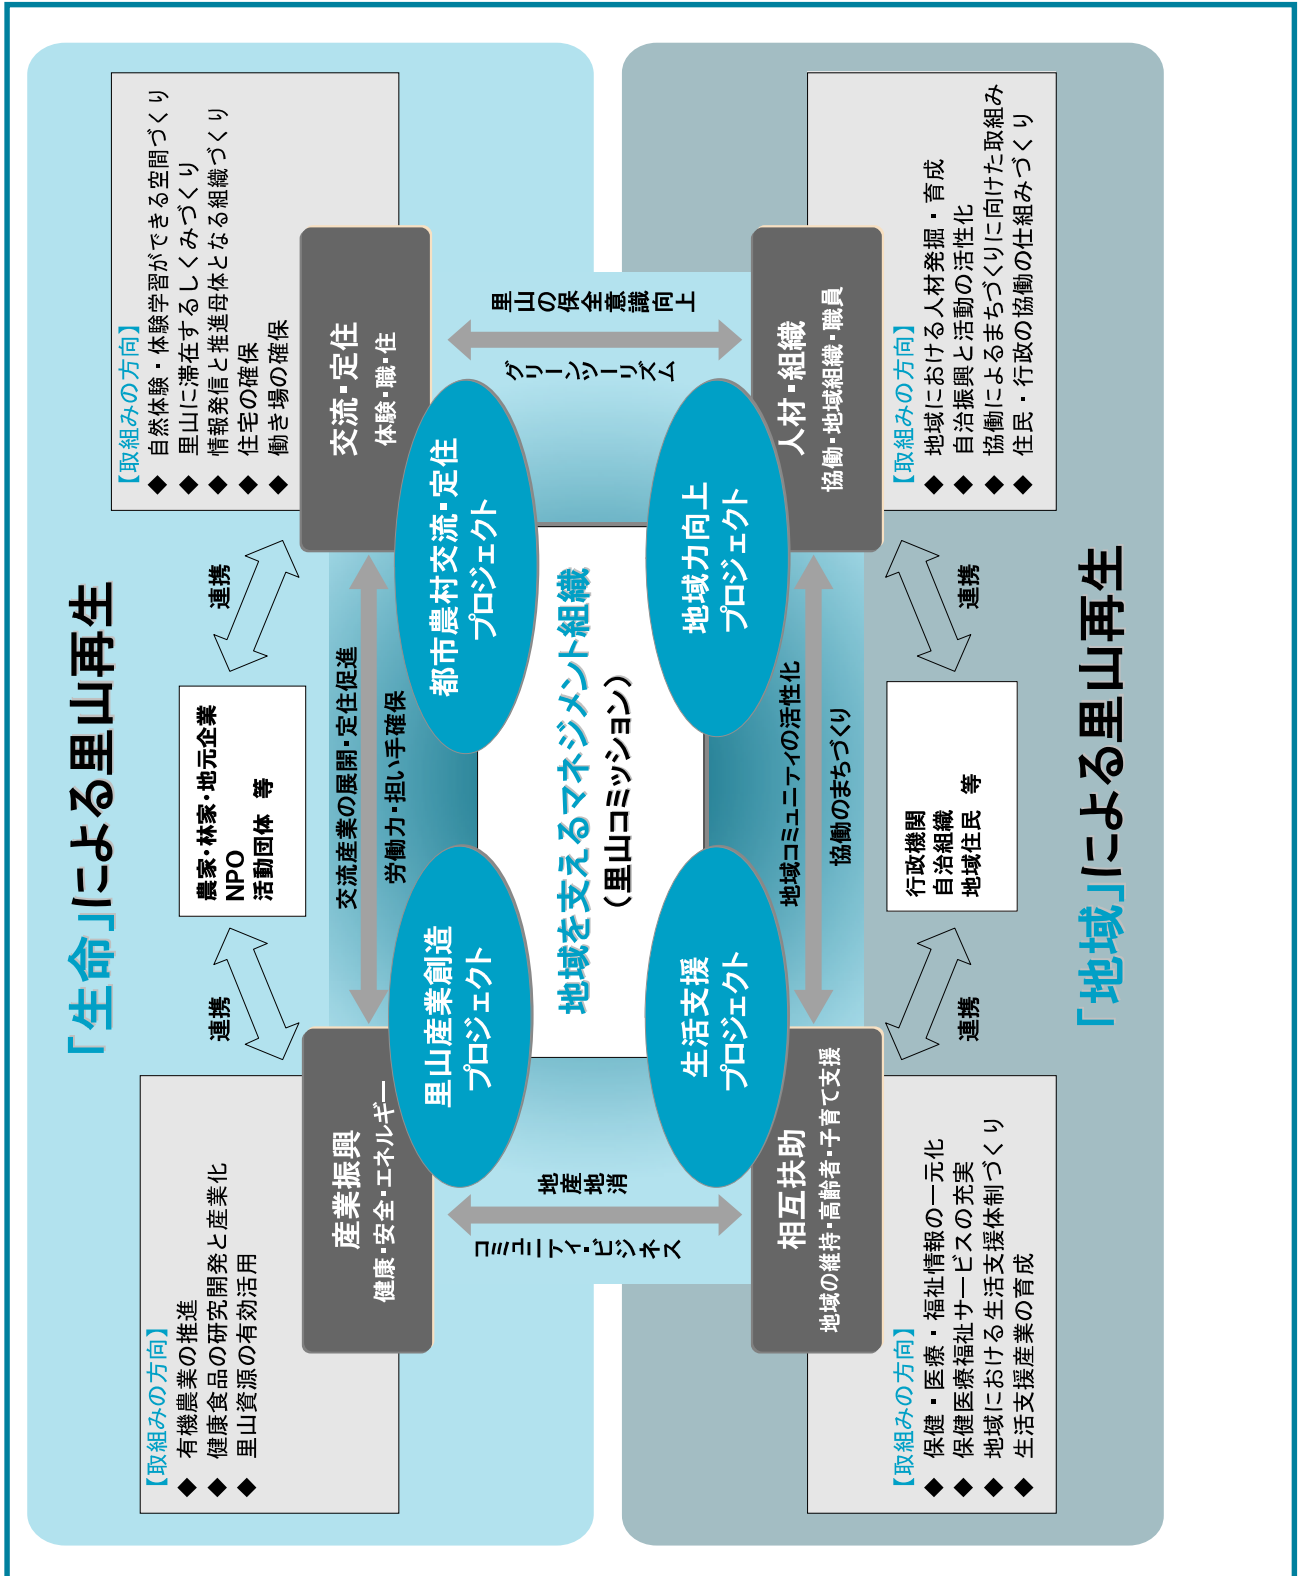 「生命」による里山再生
【取組みの方向】
◆ 有機農業の推進
◆ 健康食品の研究開発と産業化
◆ 里山資源の有効活用
連携
農家・林家・地元企業
NPO
活動団体 等
連携
【取組みの方向】
◆ 自然体験・体験学習ができる空間づくり
◆ 里山に滞在するしくみづくり
◆ 情報発信と推進母体となる組織づくり
◆ 住宅の確保
◆ 働き場の確保
産業振興
健康・安全・エネルギー
交流産業の展開・定住促進
労働力・担い手確保
交流・定住
体験・職・住
里山産業創造
プロジェクト
都市農村交流・定住
プロジェクト
コミュニティ・ビジネス
地産地消
地域を支えるマネジメント組織
(里山コミッション)
グリーンツーリズム
里山の保全意識向上
生活支援
プロジェクト
地域力向上
プロジェクト
相互扶助
地域の維持・高齢者・子育て支援
地域コミュニティの活性化
協働のまちづくり
人材・組織
協働・地域組織・職員
【取組みの方向】
◆ 保健・医療・福祉情報の一元化
◆ 保健医療福祉サービスの充実
◆ 地域における生活支援体制づくり
◆ 生活支援産業の育成
連携
行政機関
自治組織
地域住民 等
連携
【取組みの方向】
◆ 地域における人材発掘・育成
◆ 自治振興と活動の活性化
◆ 協働によるまちづくりに向けた取組み
◆ 住民・行政の協働の仕組みづくり
「地域」による里山再生